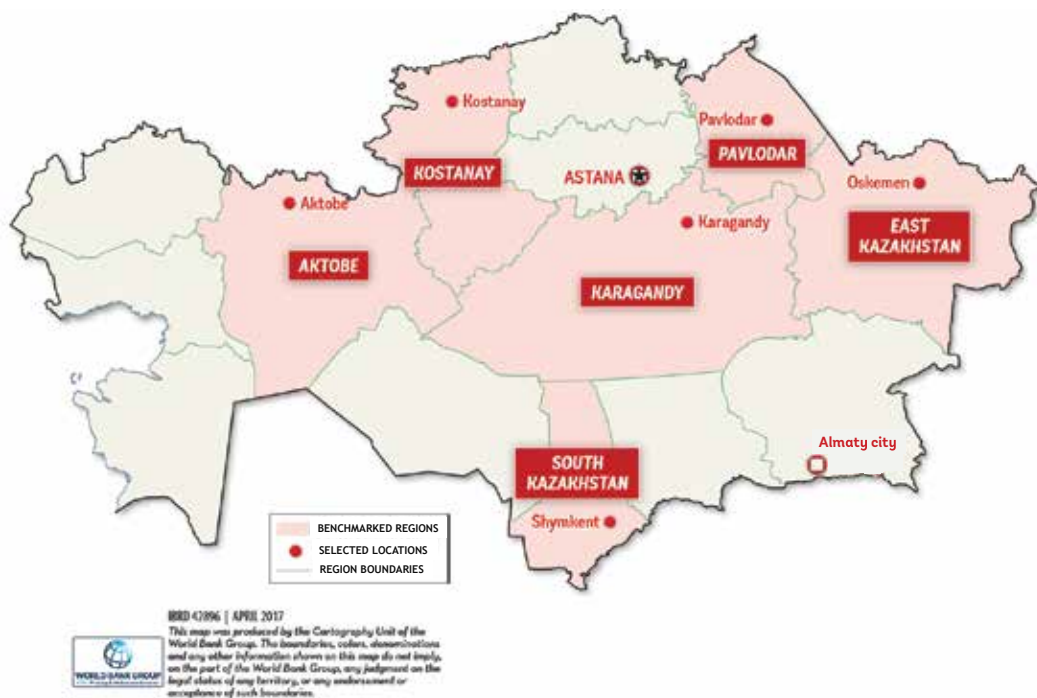 Kostanay
Pavlodar
PAVLODAR
KOSTANAY
ASTANA
Oskemen
Aktobe
Karagandy
EAST
KAZAKHSTAN
AKTOBE
KARAGANDY
Almaty city
SOUTH
KAZAKHSTAN
Shymkent
BENCHMARKED REGIONS
SELECTED LOCATIONS
REGION BOUNDARIES
IBRD 42896 | APRIL 2017
This map was produced by the Cartography Unit of the
World Bank Group. The boundaries, colors, denominations
and any other information shown on this map do not imply,
on the part of the World Bank Group, any judgment on the
legal status of any territory, or any endorsement or
acceptance of such boundaries.
WORLD BANK GROUP